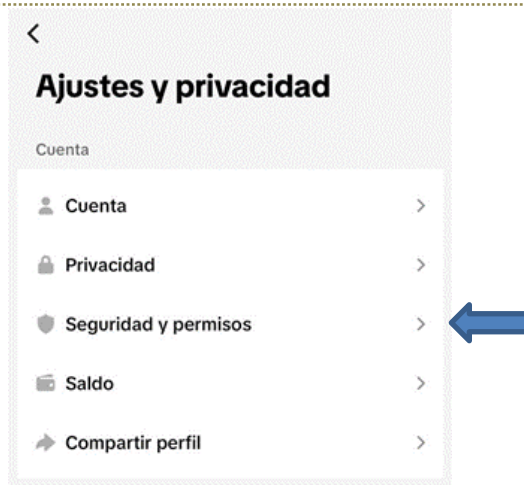 Ajustes y privacidad
Cuenta
Cuenta
Privacidad
Seguridad y permisos
Saldo
Compartir perfil